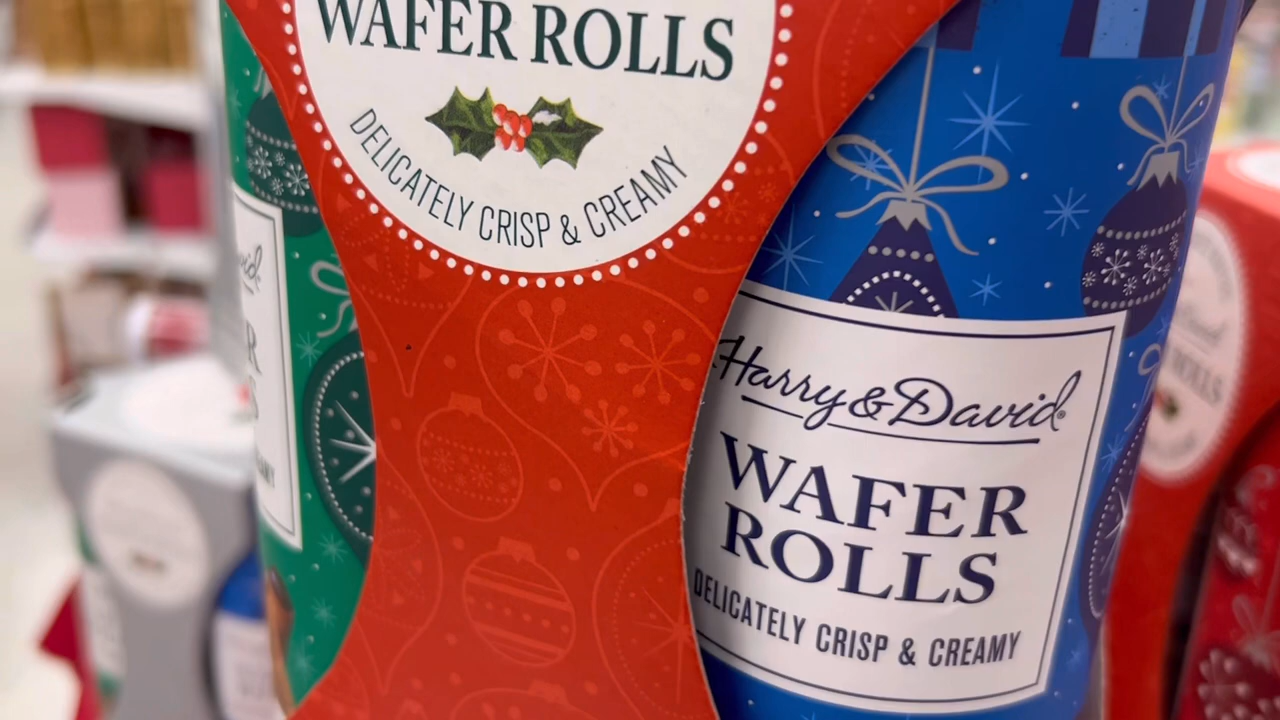 WAFER ROLLS
DELICATELY CRISP & CREAMY
Harry & David®
WAFER
ROLLS
DELICATELY CRISP & CREAMY